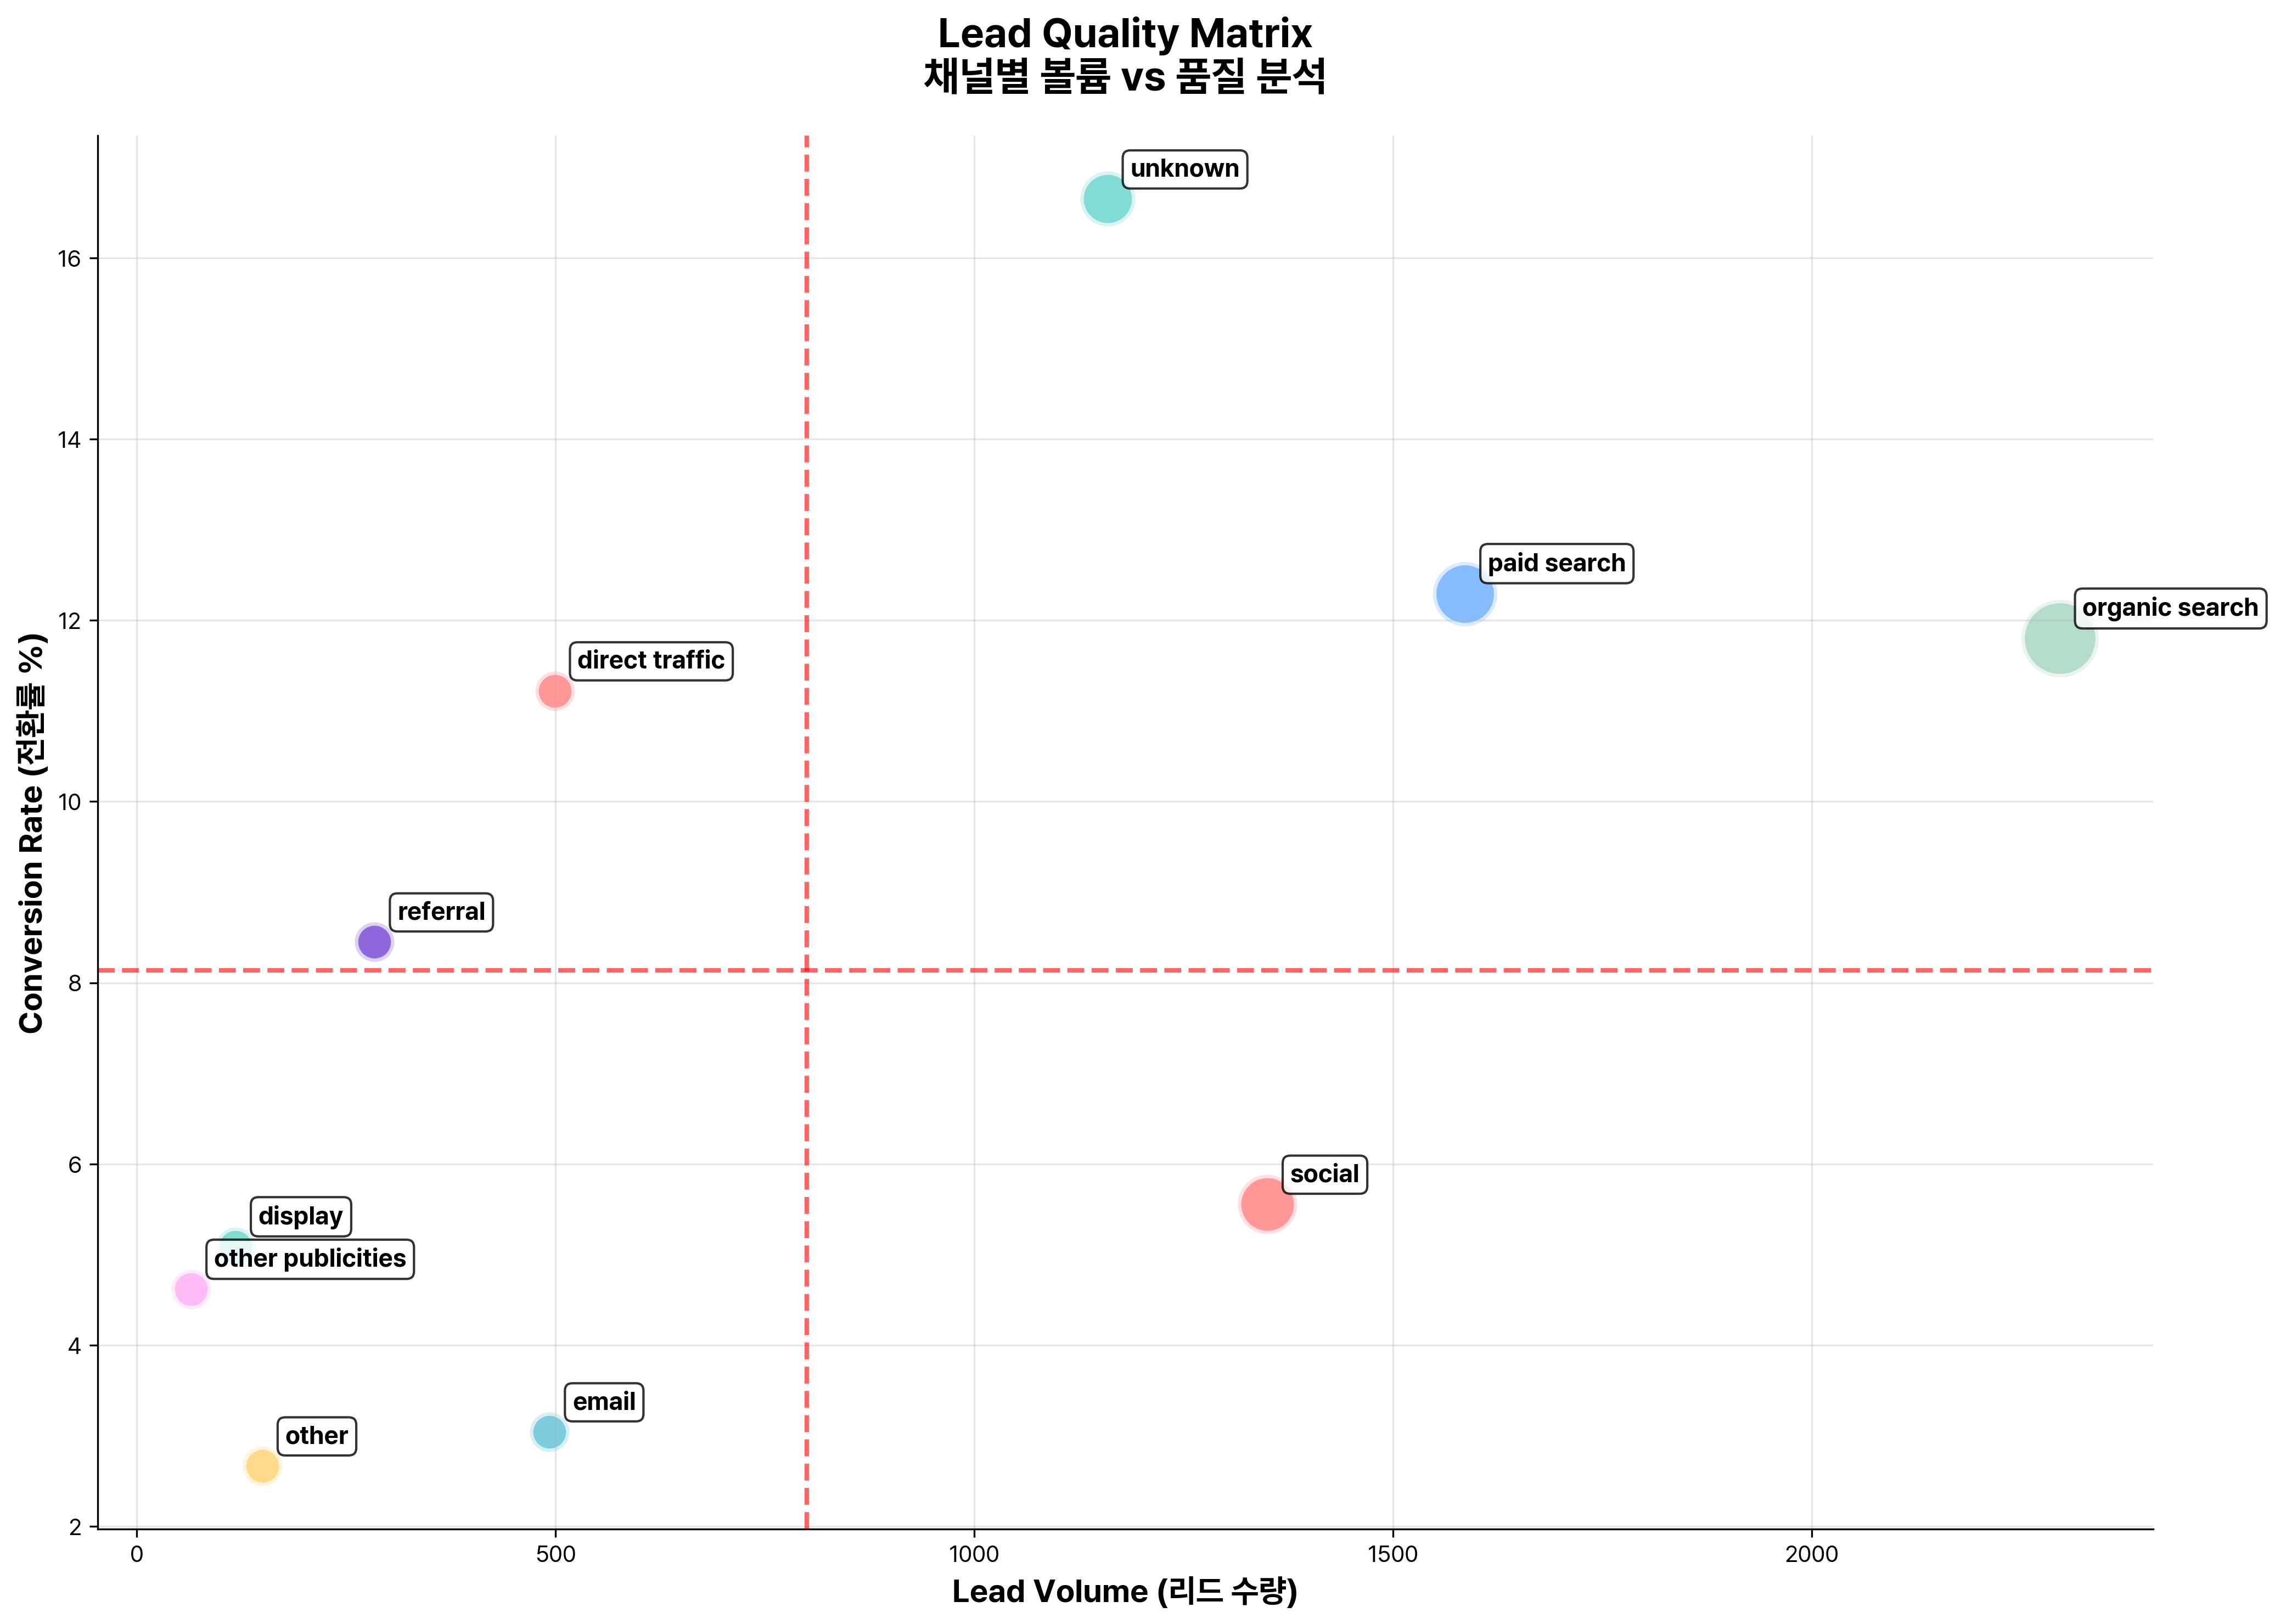 Lead Quality Matrix
채널별 볼륨 vs 품질 분석
Conversion Rate (전환률 %)
16
14
12
10
8
6
4
2
unknown
paid search
organic search
direct traffic
referral
social
display
other publicities
email
other
0
500
1000
1500
2000
Lead Volume (리드 수량)